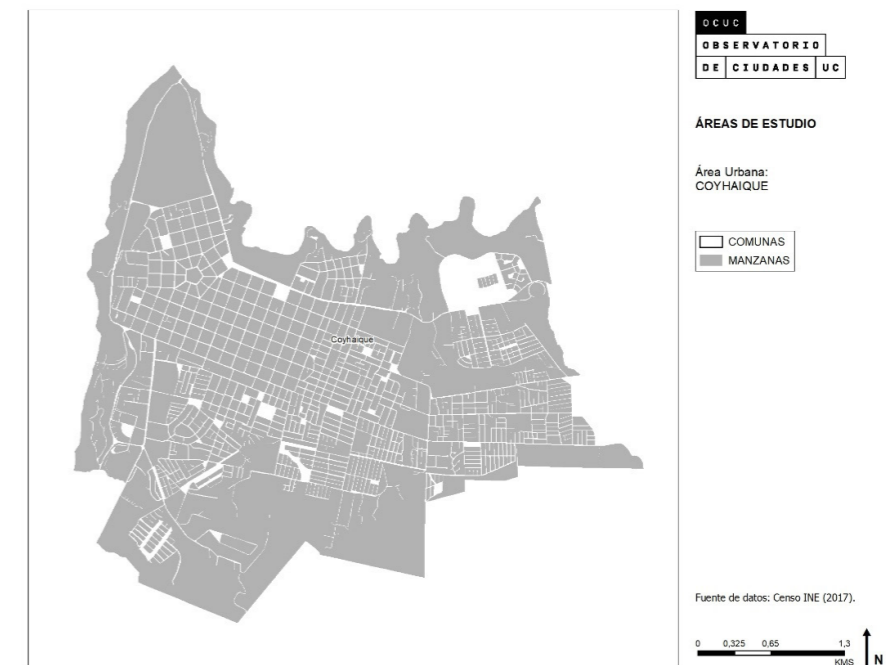 OCUC
OBSERVATORIO
DE CIUDADES UC
ÁREAS DE ESTUDIO
Área Urbana:
COYHAIQUE
COMUNAS
MANZANAS
Coyhaique
Fuente de datos: Censo INE (2017).
0 0,325 0,65 1,3
KMS
N